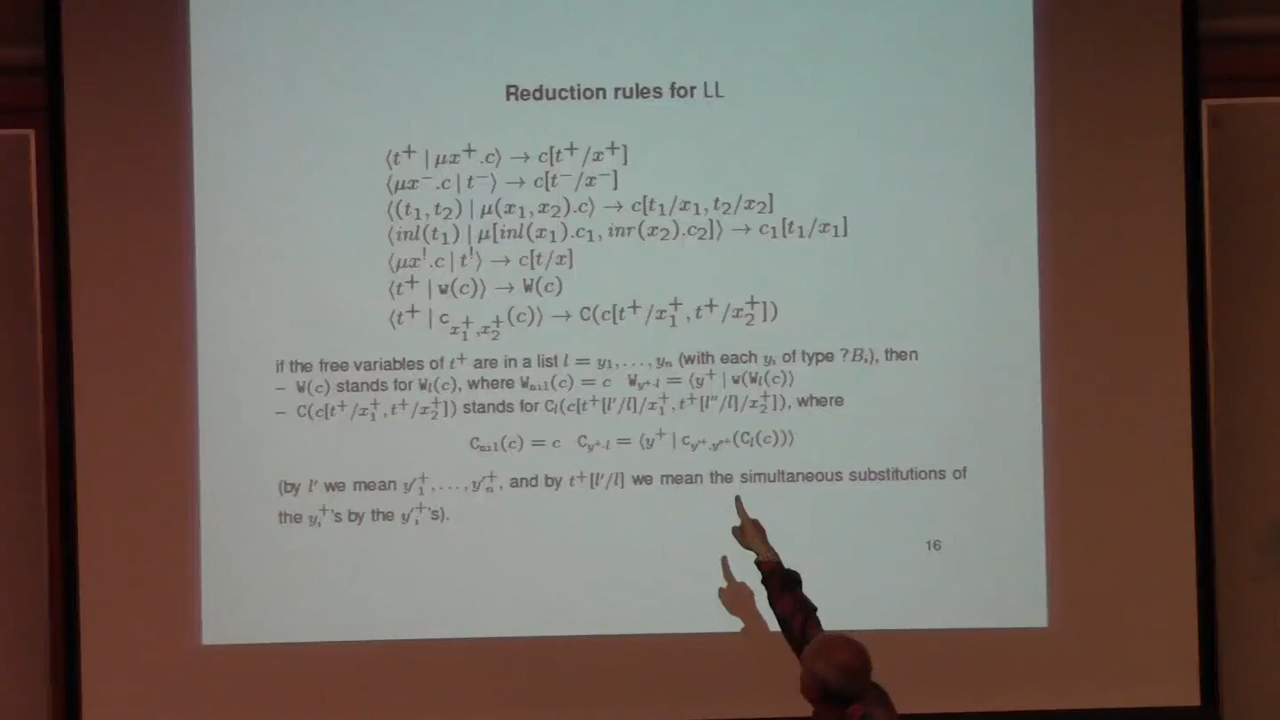 Reduction rules for LL
⟨t⁺ | μx⁺.c⟩ → c[t⁺/x⁺]
⟨μx⁻.c | t⁻⟩ → c[t⁻/x⁻]
⟨(t₁, t₂) | μ(x₁, x₂).c⟩ → c[t₁/x₁, t₂/x₂]
⟨inl(t₁) | μ[inl(x₁).c₁, inr(x₂).c₂]⟩ → c₁[t₁/x₁]
⟨μx^!.c | t^!⟩ → c[t/x]
⟨t⁺ | w(c)⟩ → W(c)
⟨t⁺ | c_{x₁⁺,x₂⁺}(c)⟩ → C(c[t⁺/x₁⁺, t⁺/x₂⁺])
if the free variables of t⁺ are in a list l = y₁, …, yₙ (with each yᵢ of type ?Bᵢ), then
– W(c) stands for W_l(c), where W_{nil}(c) = c W_{y⁺·l} = ⟨y⁺ | w(W_l(c)⟩
– C(c[t⁺/x₁⁺, t⁺/x₂⁺]) stands for C_l(c[t⁺[l′/l]/x₁⁺, t⁺[l″/l]/x₂⁺]), where
C_{nil}(c) = c C_{y⁺·l} = ⟨y⁺ | c_{y′⁺,y″⁺}(C_l(c))⟩
(by l′ we mean y′₁⁺, …, y′ₙ⁺, and by t⁺[l′/l] we mean the simultaneous substitutions of
the yᵢ⁺'s by the y′ᵢ⁺'s).
16